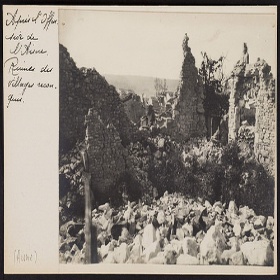 Après l'Offen-
sive de
l'Aisne.
Ruines des
villages recon-
quis.
(Aisne)